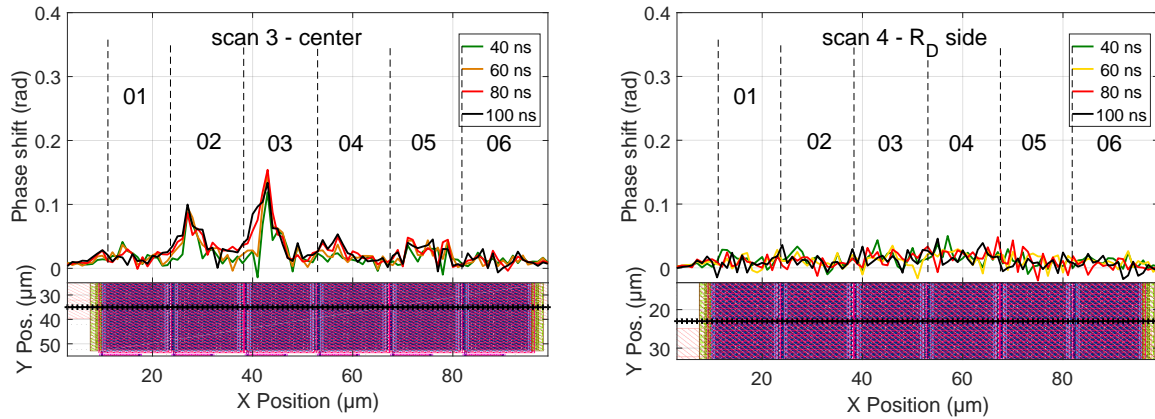 scan 3 - center
0.4
0.3
0.2
0.1
0
Phase shift (rad)
40 ns
60 ns
80 ns
100 ns
01
02
03
04
05
06
30
40
50
Y Pos. (µm)
20
40
60
80
X Position (µm)
scan 4 - R_D side
0.4
0.3
0.2
0.1
0
Phase shift (rad)
40 ns
60 ns
80 ns
100 ns
01
02
03
04
05
06
20
30
Y Pos. (µm)
20
40
60
80
X Position (µm)